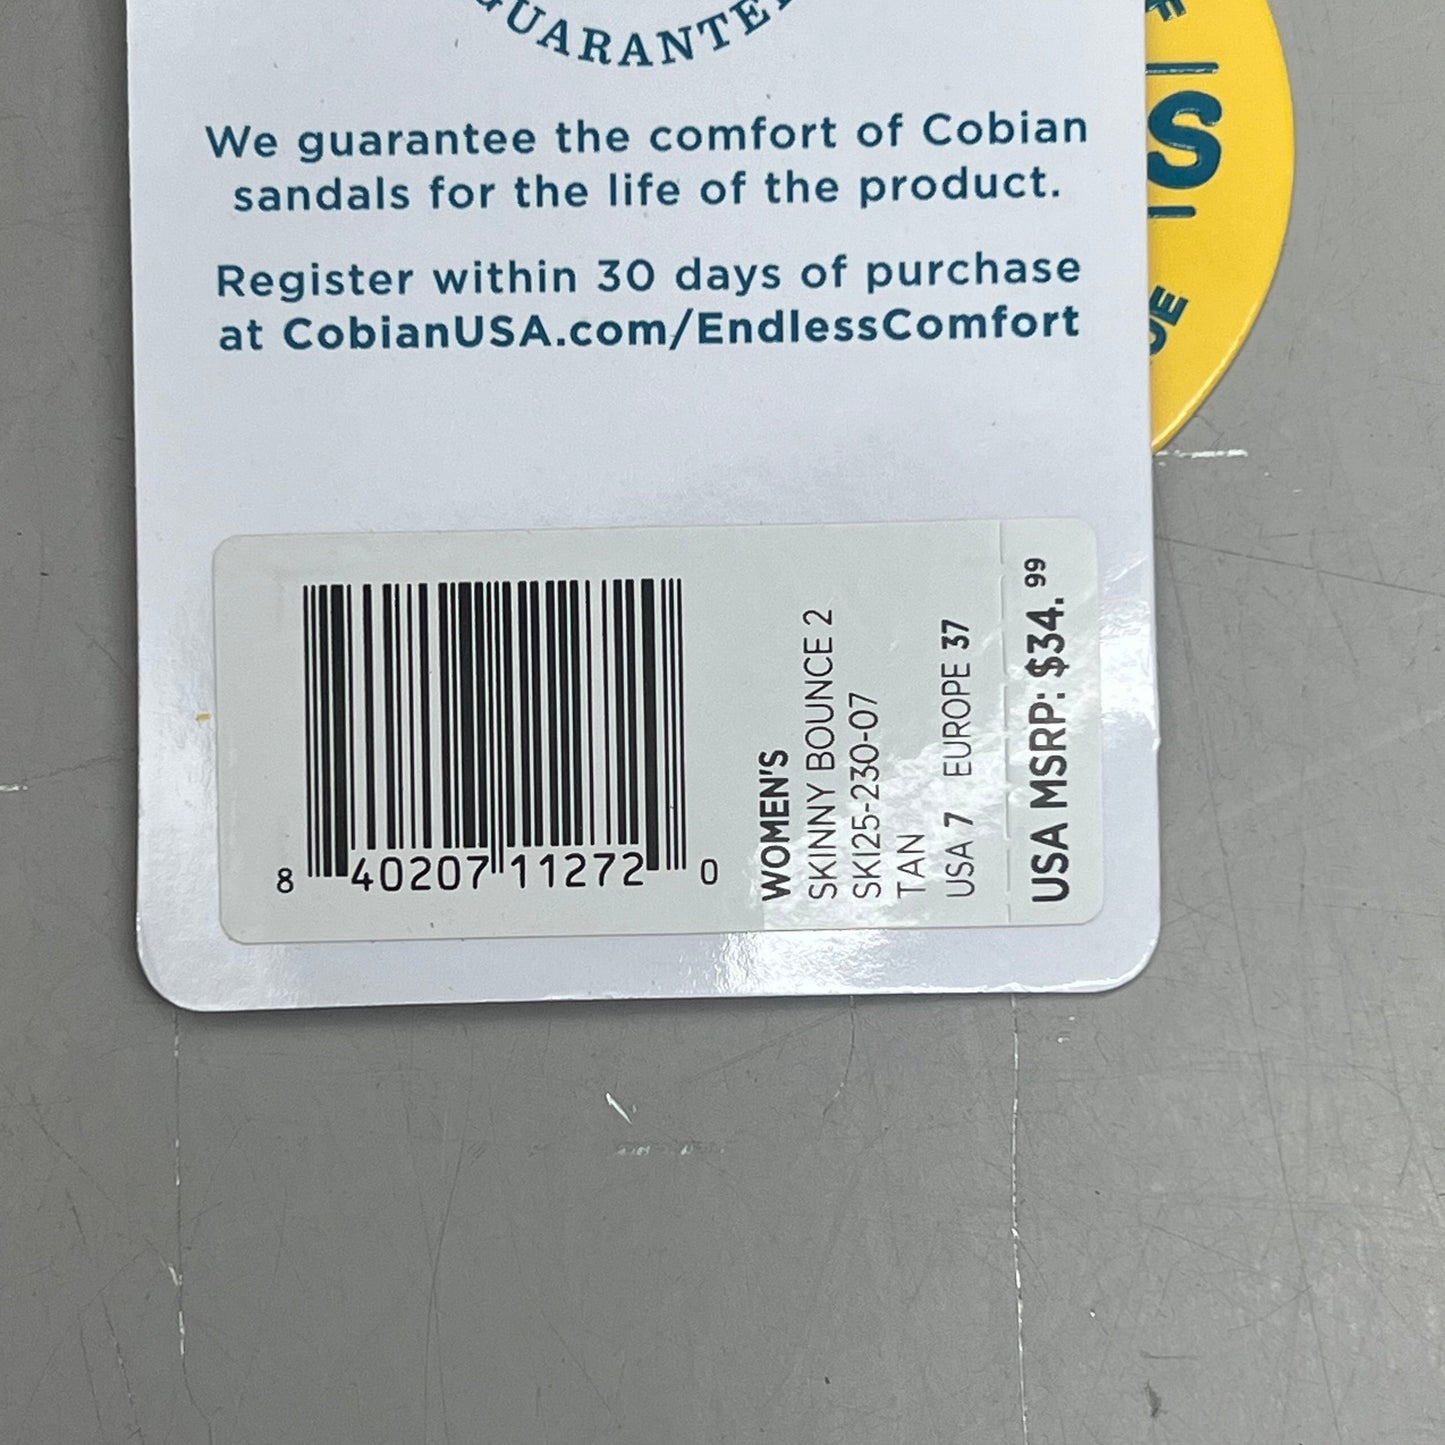 GUARANTEE
We guarantee the comfort of Cobian
sandals for the life of the product.
Register within 30 days of purchase
at CobianUSA.com/EndlessComfort
8 40207 11272 0
WOMEN'S
SKINNY BOUNCE 2
SKI25-230-07
TAN
USA 7 EUROPE 37
USA MSRP: $34.99
S